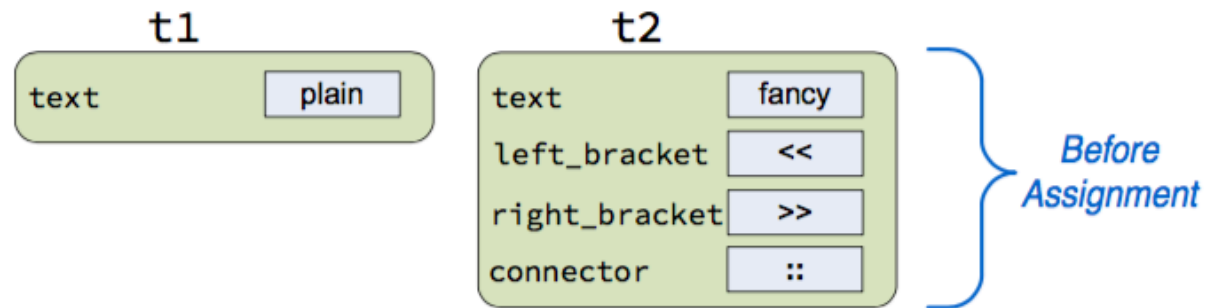 t1 t2
text plain text fancy
left_bracket <<
right_bracket >>
connector ::
Before
Assignment